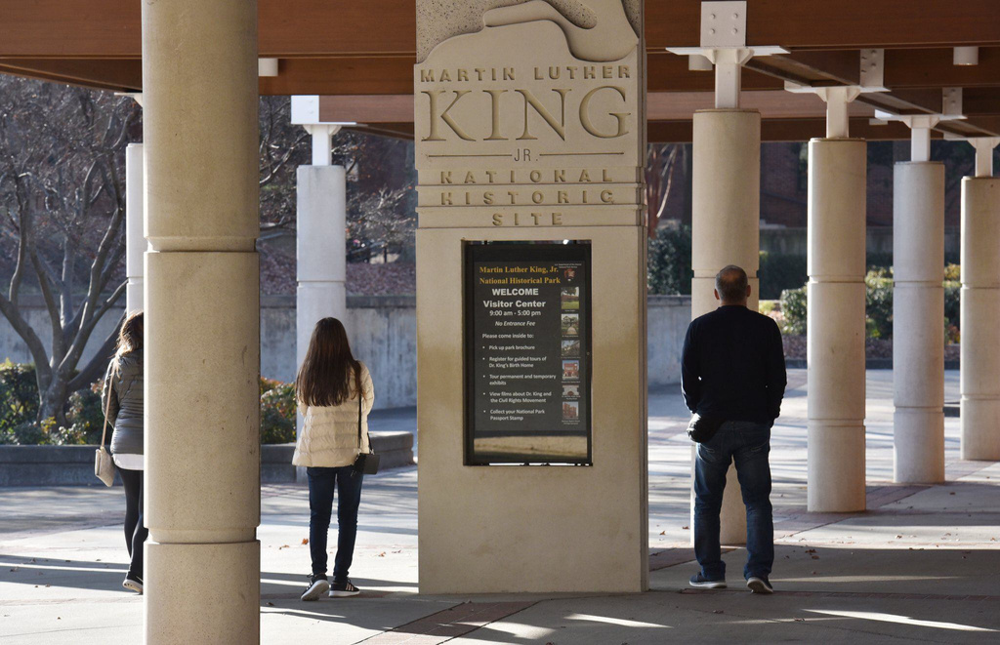 MARTIN LUTHER
KING
JR.
NATIONAL
HISTORIC
SITE
Martin Luther King, Jr.
National Historical Park
WELCOME
Visitor Center
9:00 am - 5:00 pm
No Entrance Fee
Please come inside to:
• Pick up park brochure
• Register for guided tours of
Dr. King's Birth Home
• Tour permanent and temporary
exhibits
• View films about Dr. King and
the Civil Rights Movement
• Collect your National Park
Passport Stamp